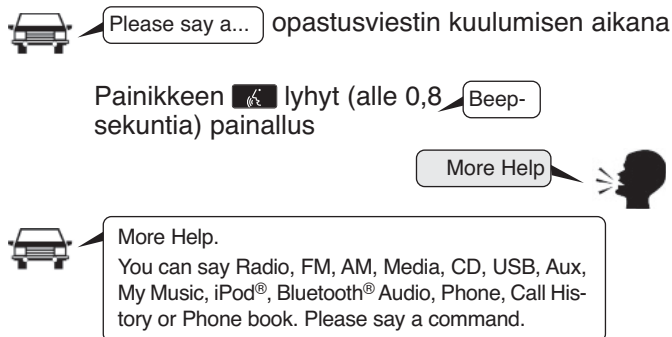 Please say a... opastusviestin kuulumisen aikana
Painikkeen lyhyt (alle 0,8 Beep-
sekuntia) painallus
More Help
More Help.
You can say Radio, FM, AM, Media, CD, USB, Aux,
My Music, iPod®, Bluetooth® Audio, Phone, Call His-
tory or Phone book. Please say a command.